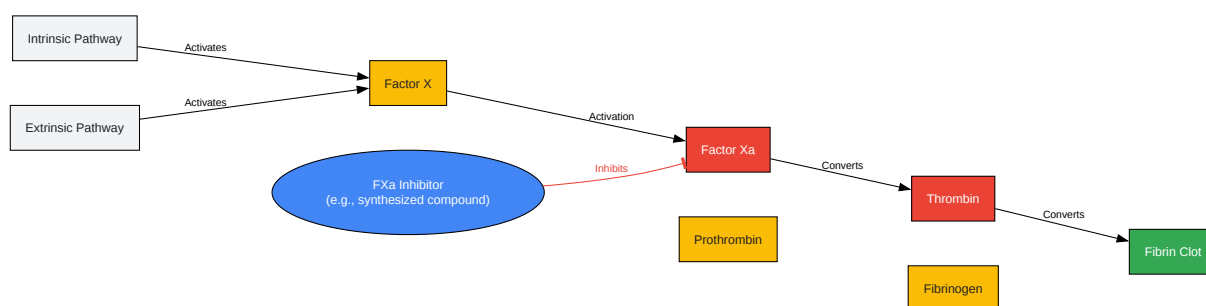 Intrinsic Pathway
Activates
Extrinsic Pathway
Activates
Factor X
Activation
FXa Inhibitor
(e.g., synthesized compound)
Inhibits
Factor Xa
Converts
Prothrombin
Thrombin
Converts
Fibrinogen
Fibrin Clot